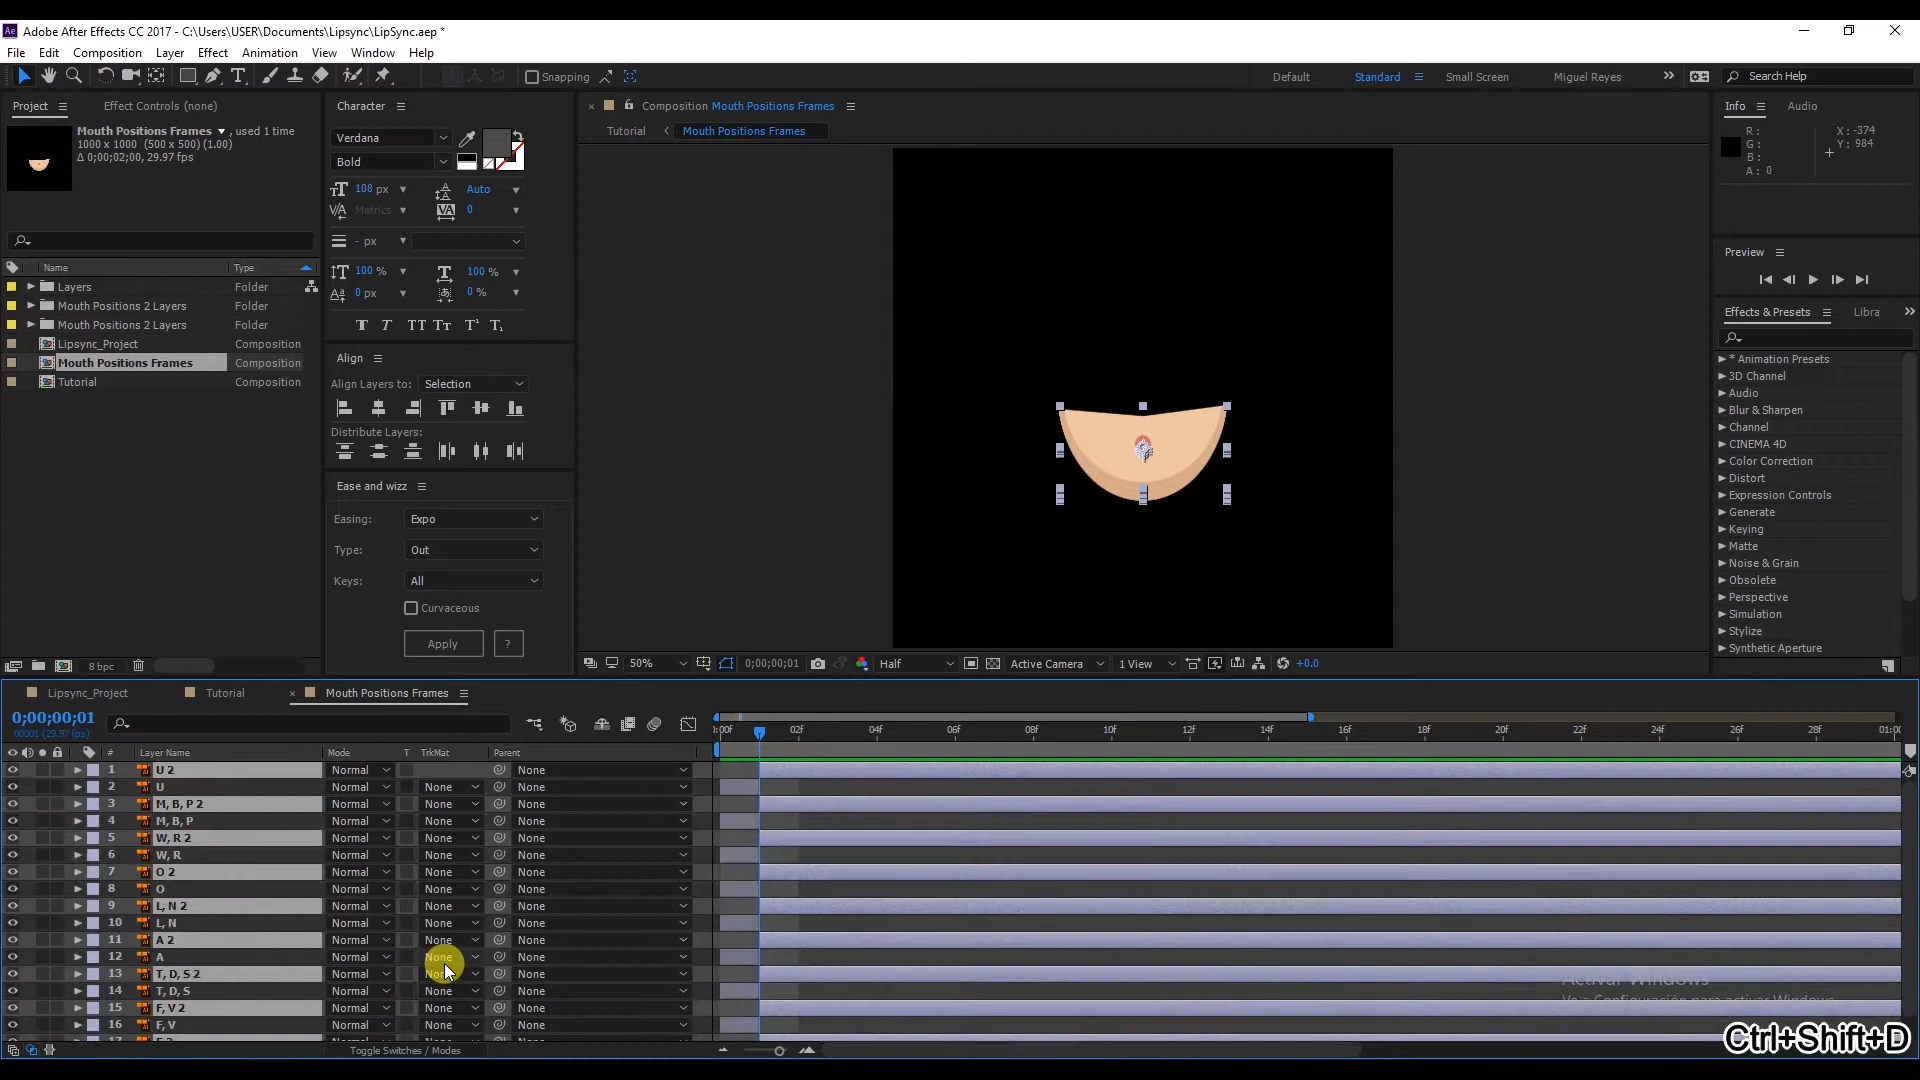 Adobe After Effects CC 2017 - C:\Users\USER\Documents\Lipsync\LipSync.aep *
File Edit Composition Layer Effect Animation View Window Help
Snapping
Default Standard Small Screen Miguel Reyes Search Help
Project Effect Controls (none)
Mouth Positions Frames , used 1 time
1000 x 1000 (500 x 500) (1.00)
Δ 0;00;02;00, 29.97 fps
Name Type
Layers Folder
Mouth Positions 2 Layers Folder
Mouth Positions 2 Layers Folder
Lipsync_Project Composition
Mouth Positions Frames Composition
Tutorial Composition
8 bpc
Character
Verdana
Bold
108 px Auto
Metrics 0
- px
100 % 100 %
0 px 0 %
Align
Align Layers to: Selection
Distribute Layers:
Ease and wizz
Easing: Expo
Type: Out
Keys: All
Curvaceous
Apply ?
Composition Mouth Positions Frames
Tutorial Mouth Positions Frames
50% 0;00;00;01 Half Active Camera 1 View +0.0
Info Audio
R:
G:
B:
A: 0
X: -374
Y: 984
Preview
Effects & Presets Libra
* Animation Presets
3D Channel
Audio
Blur & Sharpen
Channel
CINEMA 4D
Color Correction
Distort
Expression Controls
Generate
Keying
Matte
Noise & Grain
Obsolete
Perspective
Simulation
Stylize
Synthetic Aperture
Lipsync_Project Tutorial Mouth Positions Frames
0;00;00;01
00001 (29.97 fps)
:00f 02f 04f 06f 08f 10f 12f 14f 16f 18f 20f 22f 24f 26f 28f 01:00
# Layer Name Mode T TrkMat Parent
1 U 2 Normal None
2 U Normal None None
3 M, B, P 2 Normal None None
4 M, B, P Normal None None
5 W, R 2 Normal None None
6 W, R Normal None None
7 O 2 Normal None None
8 O Normal None None
9 L, N 2 Normal None None
10 L, N Normal None None
11 A 2 Normal None None
12 A Normal None None
13 T, D, S 2 Normal None None
14 T, D, S Normal None None
15 F, V 2 Normal None None
16 F, V Normal None None
Toggle Switches / Modes
Activar Windows
Ve a Configuración para activar Windows.
Ctrl+Shift+D